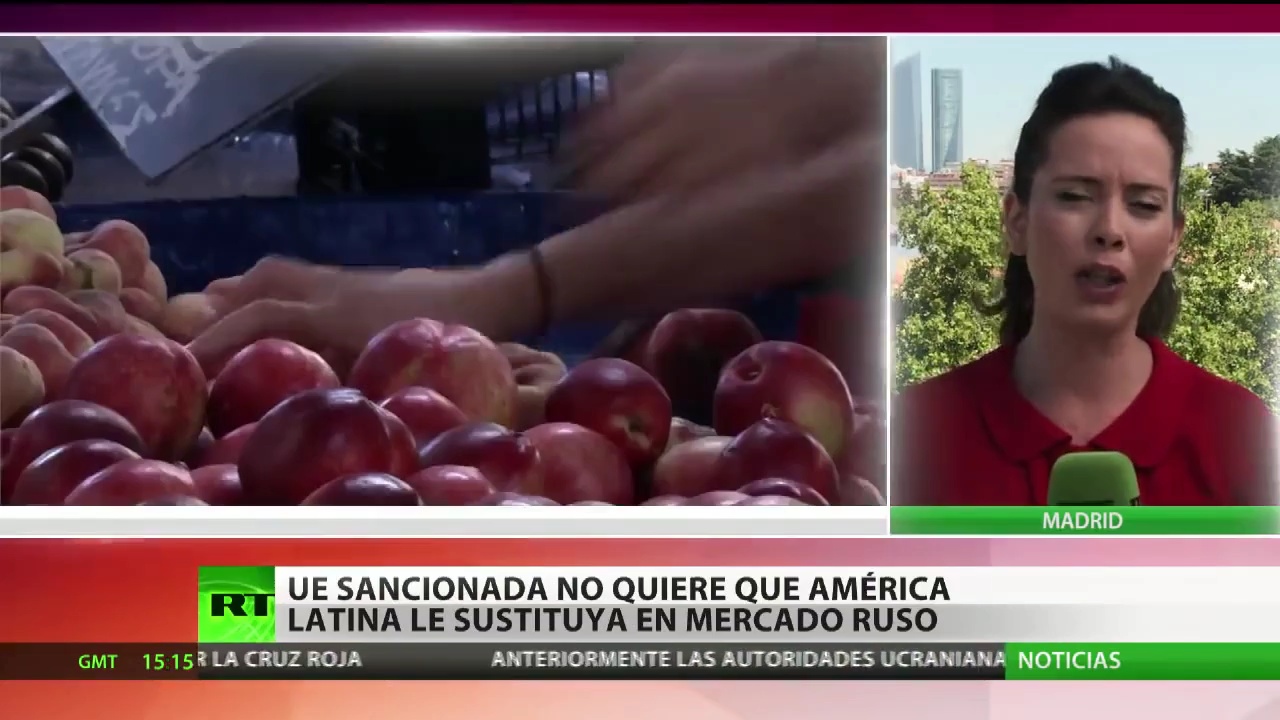 MADRID
RT
UE SANCIONADA NO QUIERE QUE AMÉRICA
LATINA LE SUSTITUYA EN MERCADO RUSO
GMT 15:15
R LA CRUZ ROJA ANTERIORMENTE LAS AUTORIDADES UCRANIANA
NOTICIAS